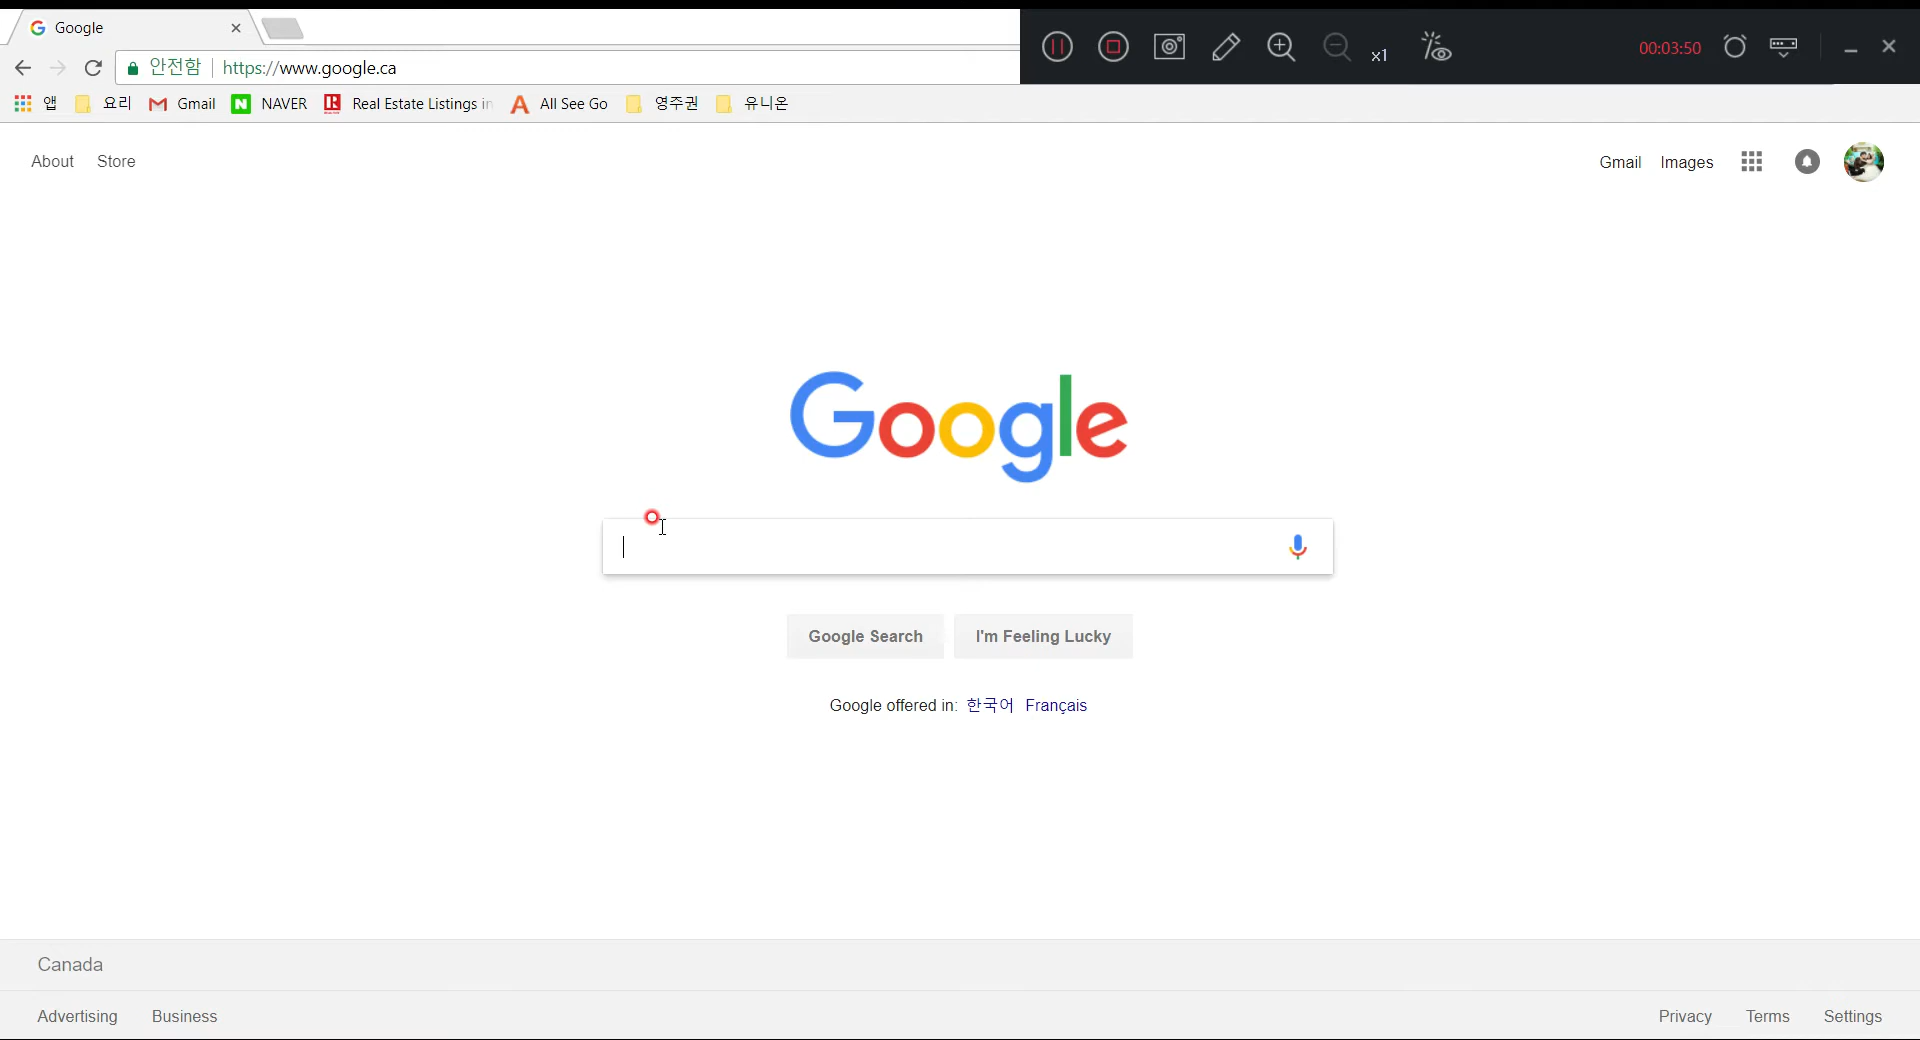 Google
안전함 https://www.google.ca
x1
00:03:50
앱 요리 Gmail NAVER Real Estate Listings in All See Go 영주권 유니온
About Store
Gmail Images
Google
Google Search I'm Feeling Lucky
Google offered in: 한국어 Français
Canada
Advertising Business
Privacy Terms Settings